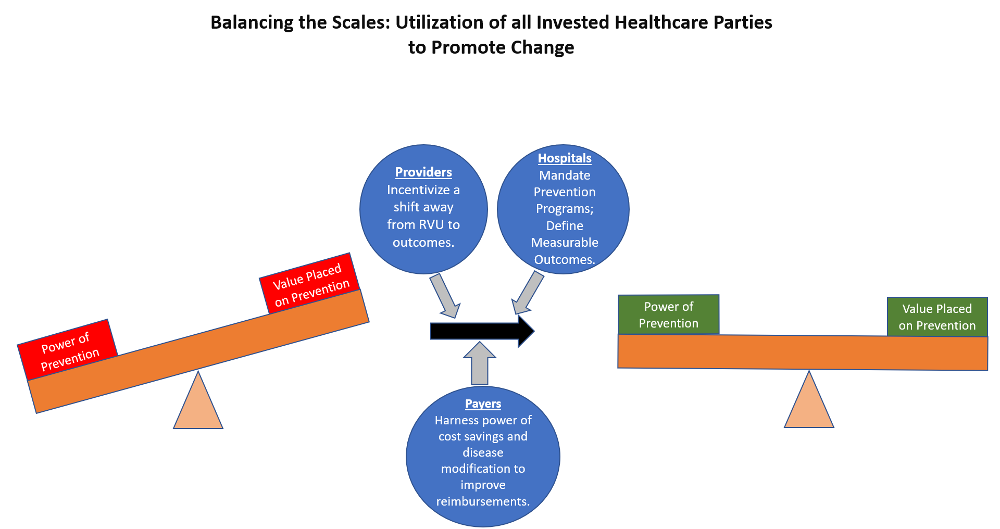 Balancing the Scales: Utilization of all Invested Healthcare Parties
to Promote Change
Providers
Incentivize a
shift away
from RVU to
outcomes.
Hospitals
Mandate
Prevention
Programs;
Define
Measurable
Outcomes.
Value Placed
on Prevention
Power of
Prevention
Power of
Prevention
Value Placed
on Prevention
Payers
Harness power of
cost savings and
disease
modification to
improve
reimbursements.